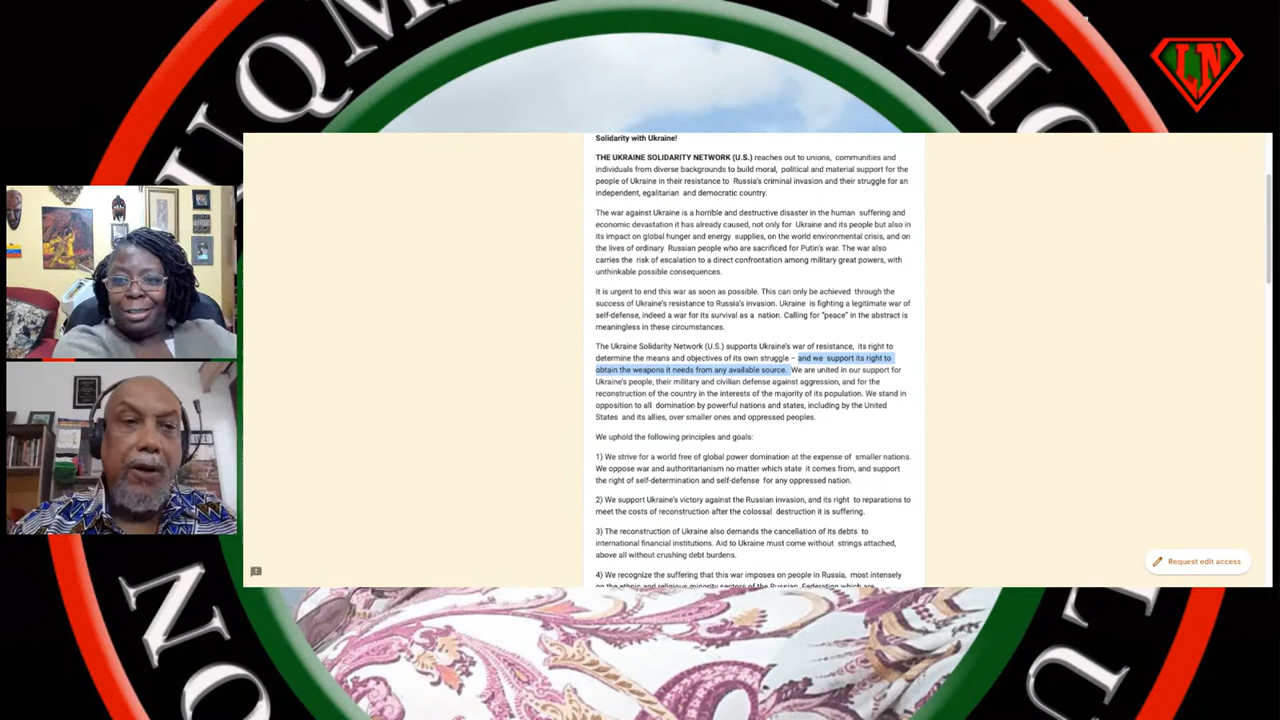 LN
Solidarity with Ukraine!
THE UKRAINE SOLIDARITY NETWORK (U.S.) reaches out to unions, communities and
individuals from diverse backgrounds to build moral, political and material support for the
people of Ukraine in their resistance to Russia's criminal invasion and their struggle for an
independent, egalitarian and democratic country.
The war against Ukraine is a horrible and destructive disaster in the human suffering and
economic devastation it has already caused, not only for Ukraine and its people but also in
its impact on global hunger and energy supplies, on the world environmental crisis, and on
the lives of ordinary Russian people who are sacrificed for Putin's war. The war also
carries the risk of escalation to a direct confrontation among military great powers, with
unthinkable possible consequences.
It is urgent to end this war as soon as possible. This can only be achieved through the
success of Ukraine's resistance to Russia's invasion. Ukraine is fighting a legitimate war of
self-defense, indeed a war for its survival as a nation. Calling for "peace" in the abstract is
meaningless in these circumstances.
The Ukraine Solidarity Network (U.S.) supports Ukraine's war of resistance, its right to
determine the means and objectives of its own struggle – and we support its right to
obtain the weapons it needs from any available source. We are united in our support for
Ukraine's people, their military and civilian defense against aggression, and for the
reconstruction of the country in the interests of the majority of its population. We stand in
opposition to all domination by powerful nations and states, including by the United
States and its allies, over smaller ones and oppressed peoples.
We uphold the following principles and goals:
1) We strive for a world free of global power domination at the expense of smaller nations.
We oppose war and authoritarianism no matter which state it comes from, and support
the right of self-determination and self-defense for any oppressed nation.
2) We support Ukraine's victory against the Russian invasion, and its right to reparations to
meet the costs of reconstruction after the colossal destruction it is suffering.
3) The reconstruction of Ukraine also demands the cancellation of its debts to
international financial institutions. Aid to Ukraine must come without strings attached,
above all without crushing debt burdens.
4) We recognize the suffering that this war imposes on people in Russia, most intensely
on the ethnic and religious minority sectors of the Russian Federation which are
Request edit access